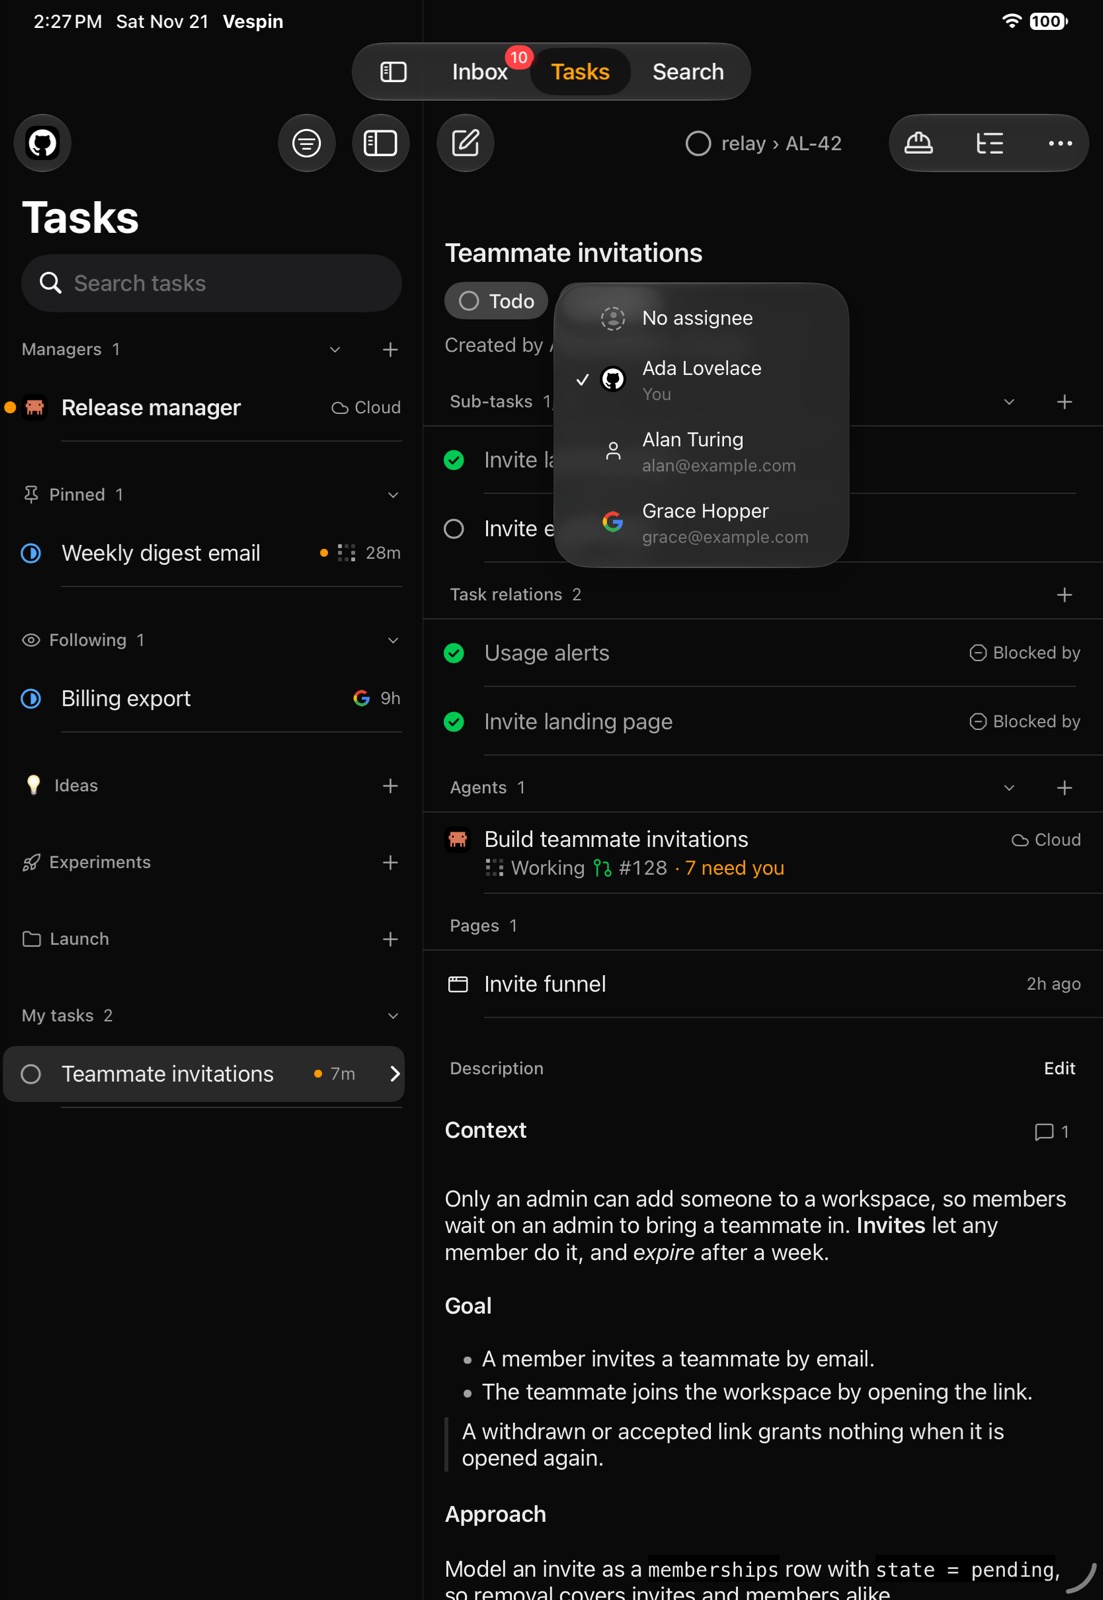 2:27 PM Sat Nov 21 Vespin
100
Inbox 10 Tasks Search
relay › AL-42
Tasks
Search tasks
Managers 1
Release manager Cloud
Pinned 1
Weekly digest email 28m
Following 1
Billing export 9h
Ideas
Experiments
Launch
My tasks 2
Teammate invitations 7m
Teammate invitations
Todo
Created by
No assignee
Ada Lovelace
You
Alan Turing
alan@example.com
Grace Hopper
grace@example.com
Sub-tasks 1
Invite
Invite
Task relations 2
Usage alerts Blocked by
Invite landing page Blocked by
Agents 1
Build teammate invitations Cloud
Working #128 · 7 need you
Pages 1
Invite funnel 2h ago
Description Edit
Context 1
Only an admin can add someone to a workspace, so members
wait on an admin to bring a teammate in. Invites let any
member do it, and expire after a week.
Goal
• A member invites a teammate by email.
• The teammate joins the workspace by opening the link.
A withdrawn or accepted link grants nothing when it is
opened again.
Approach
Model an invite as a memberships row with state = pending,
so removal covers invites and members alike